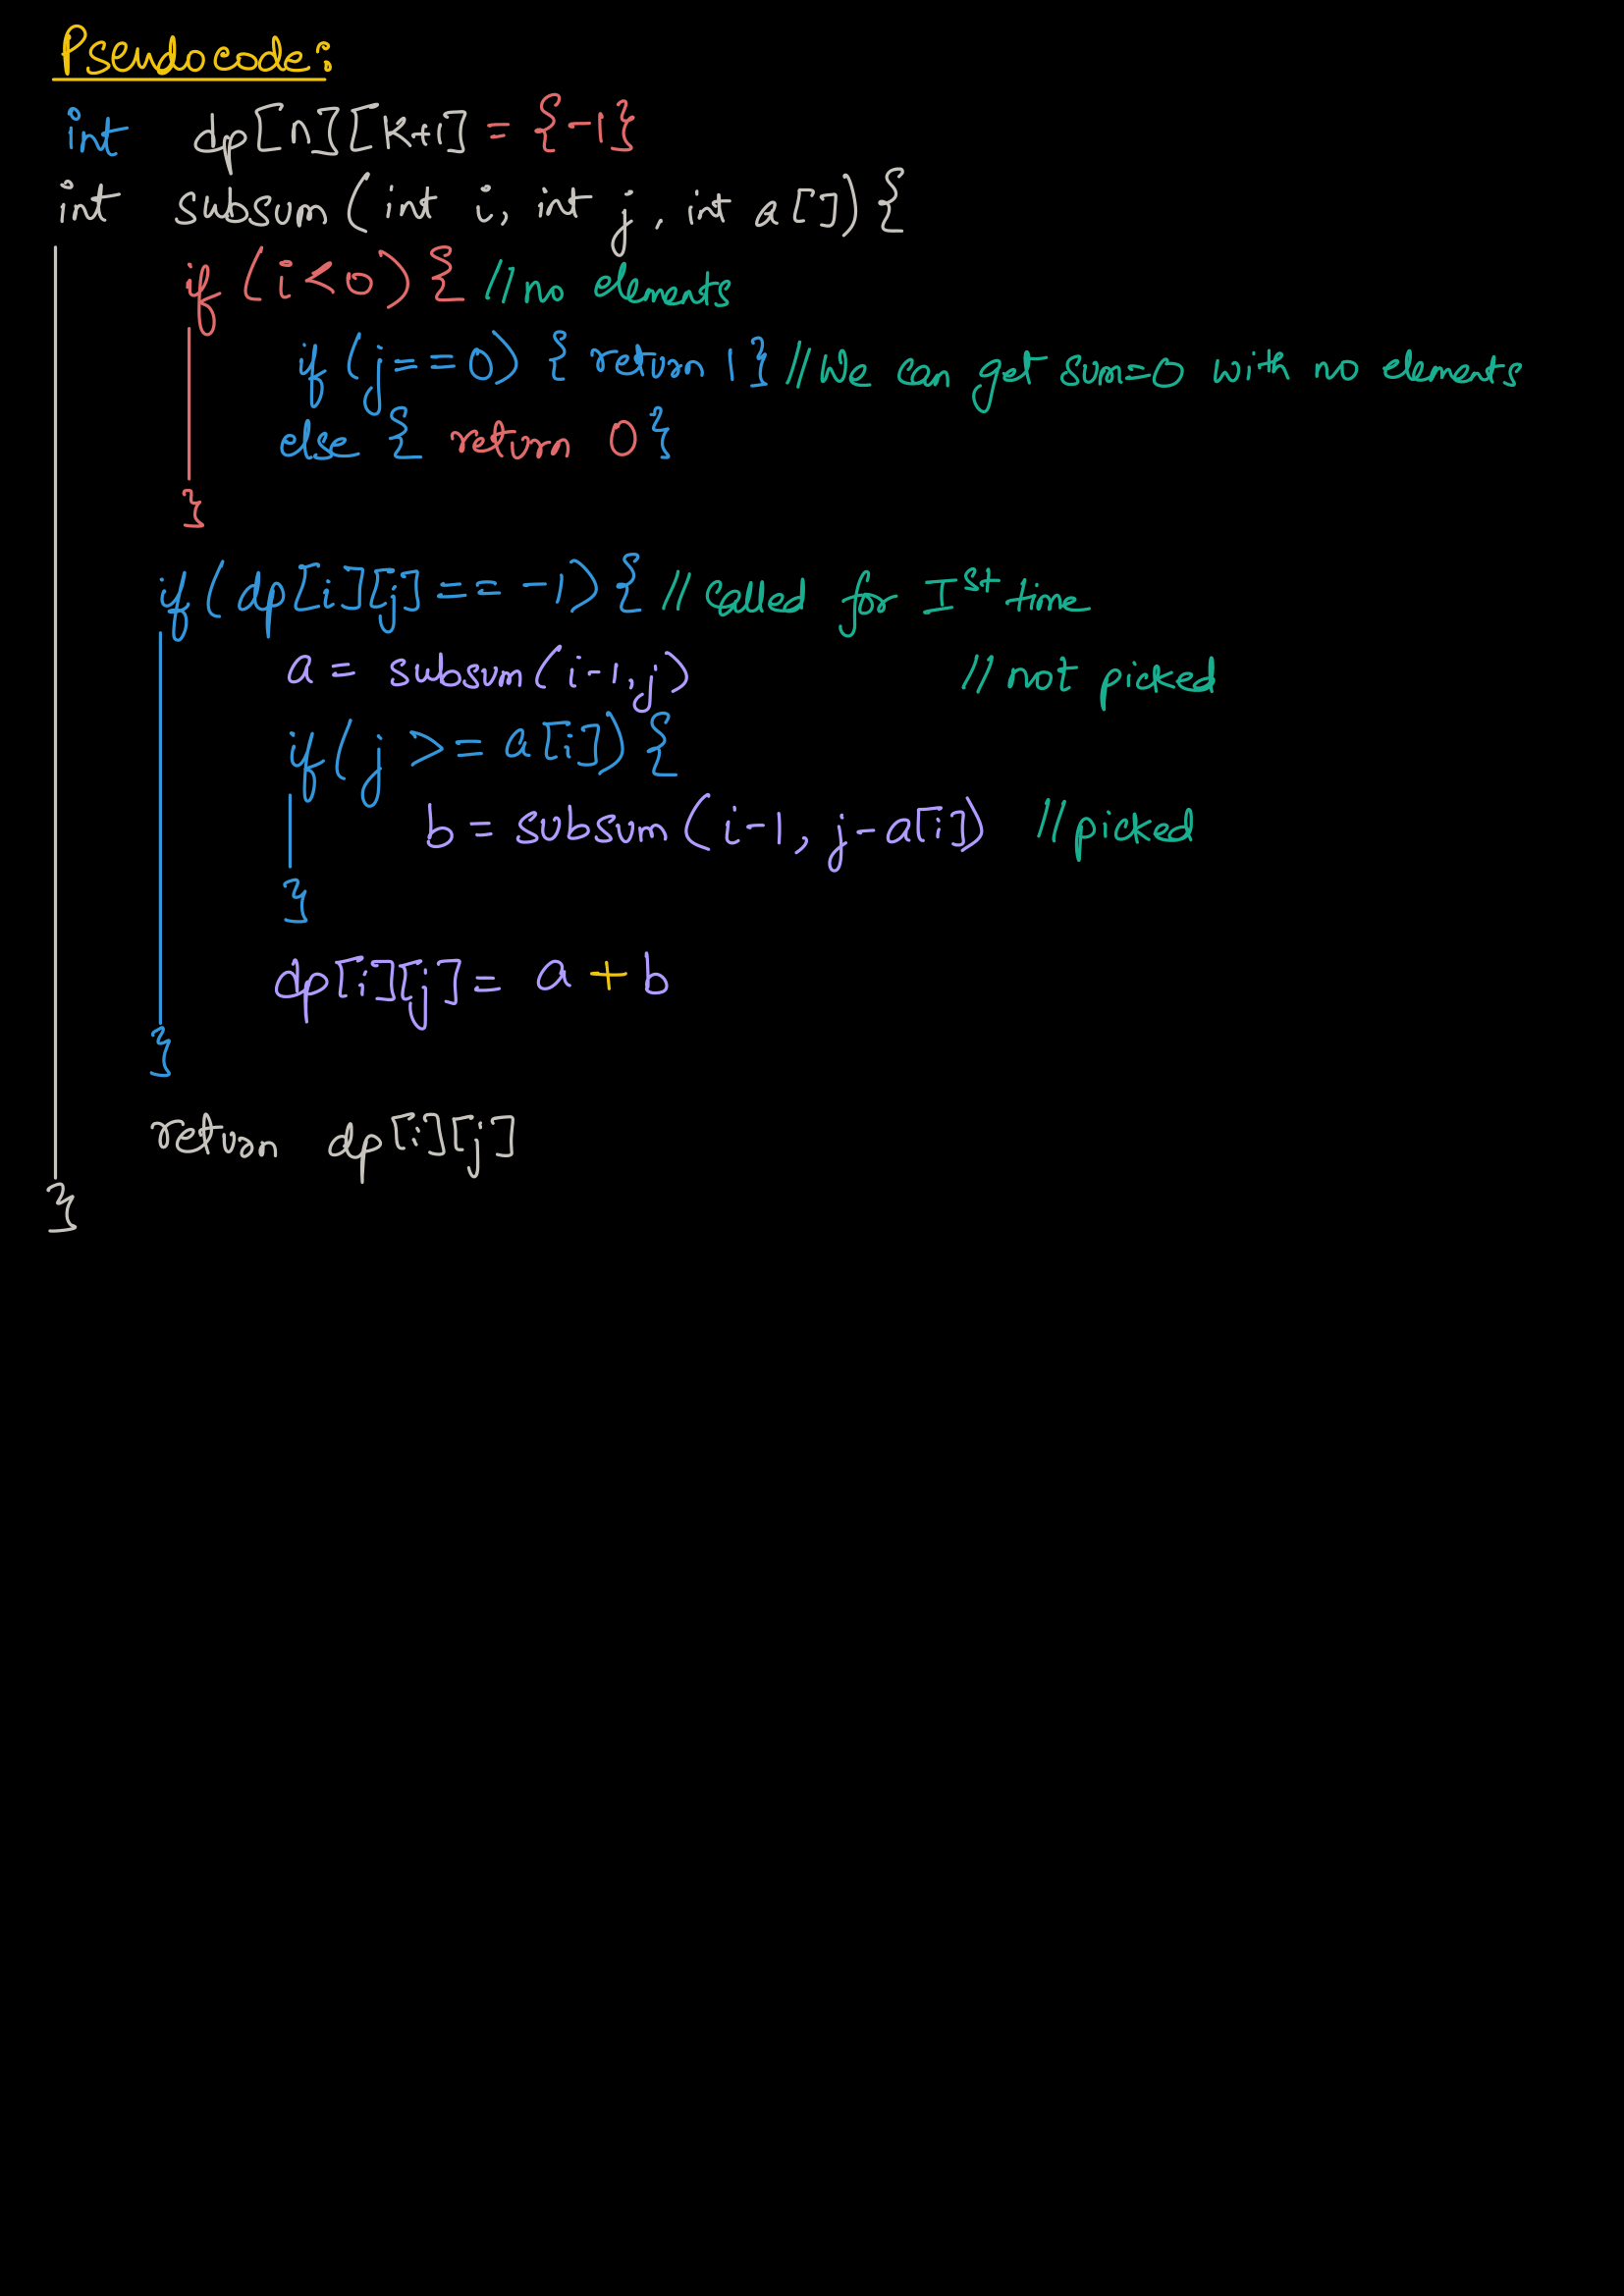 Pseudocode:
int dp[n][K+1] = {-1}
int subsum(int i, int j, int a[]){
if (i<0){ //no elements
if (j==0) { return 1} //We can get sum=0 with no elements
else { return 0}
}
if(dp[i][j] == -1){ //Called for Ist time
a = subsum(i-1,j) // not picked
if(j >= a[i]){
b = subsum(i-1, j-a[i]) //picked
}
dp[i][j] = a + b
}
return dp[i][j]
}